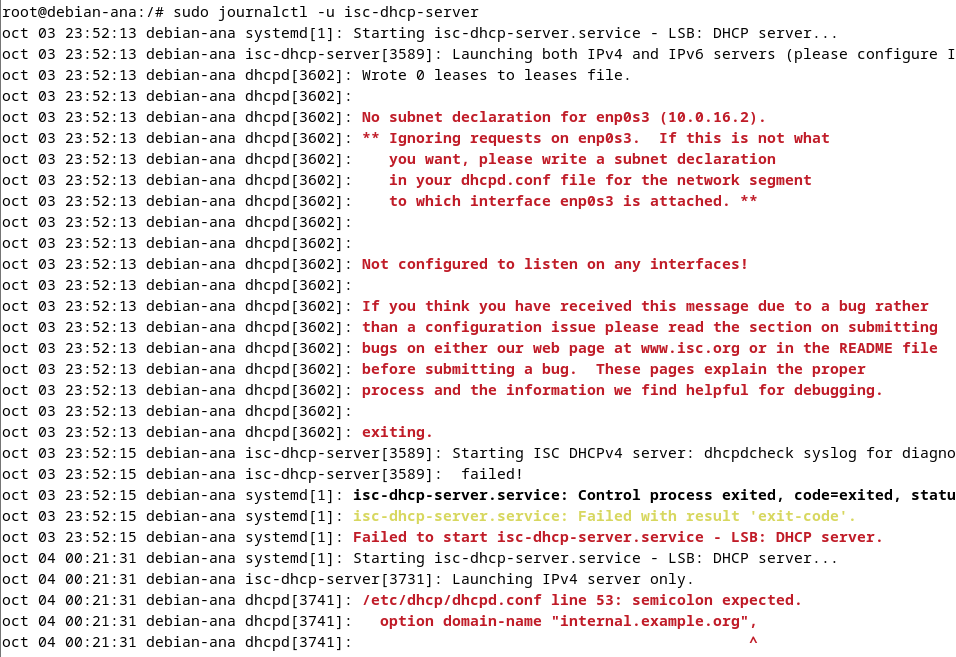 root@debian-ana:/# sudo journalctl -u isc-dhcp-server
oct 03 23:52:13 debian-ana systemd[1]: Starting isc-dhcp-server.service - LSB: DHCP server...
oct 03 23:52:13 debian-ana isc-dhcp-server[3589]: Launching both IPv4 and IPv6 servers (please configure I
oct 03 23:52:13 debian-ana dhcpd[3602]: Wrote 0 leases to leases file.
oct 03 23:52:13 debian-ana dhcpd[3602]:
oct 03 23:52:13 debian-ana dhcpd[3602]: No subnet declaration for enp0s3 (10.0.16.2).
oct 03 23:52:13 debian-ana dhcpd[3602]: ** Ignoring requests on enp0s3.  If this is not what
oct 03 23:52:13 debian-ana dhcpd[3602]:    you want, please write a subnet declaration
oct 03 23:52:13 debian-ana dhcpd[3602]:    in your dhcpd.conf file for the network segment
oct 03 23:52:13 debian-ana dhcpd[3602]:    to which interface enp0s3 is attached. **
oct 03 23:52:13 debian-ana dhcpd[3602]:
oct 03 23:52:13 debian-ana dhcpd[3602]:
oct 03 23:52:13 debian-ana dhcpd[3602]: Not configured to listen on any interfaces!
oct 03 23:52:13 debian-ana dhcpd[3602]:
oct 03 23:52:13 debian-ana dhcpd[3602]: If you think you have received this message due to a bug rather
oct 03 23:52:13 debian-ana dhcpd[3602]: than a configuration issue please read the section on submitting
oct 03 23:52:13 debian-ana dhcpd[3602]: bugs on either our web page at www.isc.org or in the README file
oct 03 23:52:13 debian-ana dhcpd[3602]: before submitting a bug.  These pages explain the proper
oct 03 23:52:13 debian-ana dhcpd[3602]: process and the information we find helpful for debugging.
oct 03 23:52:13 debian-ana dhcpd[3602]:
oct 03 23:52:13 debian-ana dhcpd[3602]: exiting.
oct 03 23:52:15 debian-ana isc-dhcp-server[3589]: Starting ISC DHCPv4 server: dhcpdcheck syslog for diagno
oct 03 23:52:15 debian-ana isc-dhcp-server[3589]:  failed!
oct 03 23:52:15 debian-ana systemd[1]: isc-dhcp-server.service: Control process exited, code=exited, statu
oct 03 23:52:15 debian-ana systemd[1]: isc-dhcp-server.service: Failed with result 'exit-code'.
oct 03 23:52:15 debian-ana systemd[1]: Failed to start isc-dhcp-server.service - LSB: DHCP server.
oct 04 00:21:31 debian-ana systemd[1]: Starting isc-dhcp-server.service - LSB: DHCP server...
oct 04 00:21:31 debian-ana isc-dhcp-server[3731]: Launching IPv4 server only.
oct 04 00:21:31 debian-ana dhcpd[3741]: /etc/dhcp/dhcpd.conf line 53: semicolon expected.
oct 04 00:21:31 debian-ana dhcpd[3741]:   option domain-name "internal.example.org",
oct 04 00:21:31 debian-ana dhcpd[3741]:                                            ^